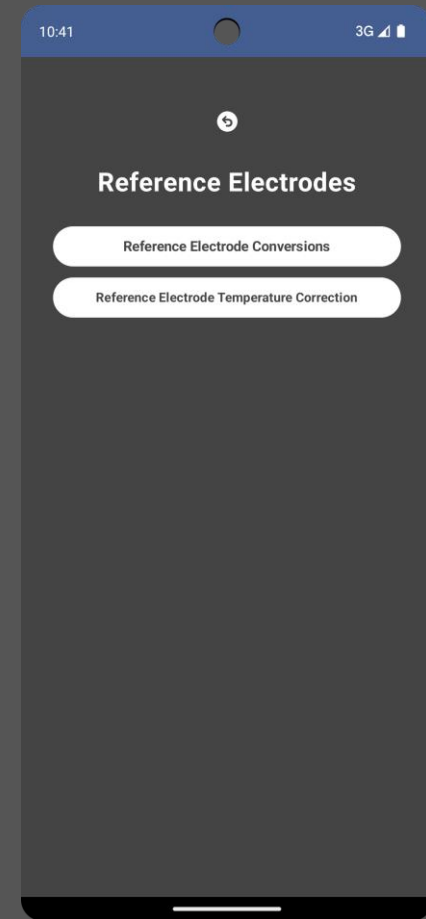 10:41
3G
Reference Electrodes
Reference Electrode Conversions
Reference Electrode Temperature Correction